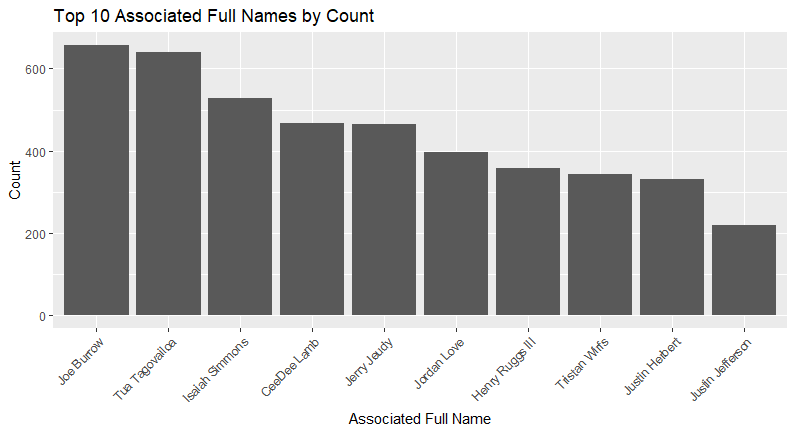 Top 10 Associated Full Names by Count
Count
600
400
200
0
Joe Burrow
Tua Tagovailoa
Isaiah Simmons
CeeDee Lamb
Jerry Jeudy
Jordan Love
Henry Ruggs III
Tristan Wirfs
Justin Herbert
Justin Jefferson
Associated Full Name